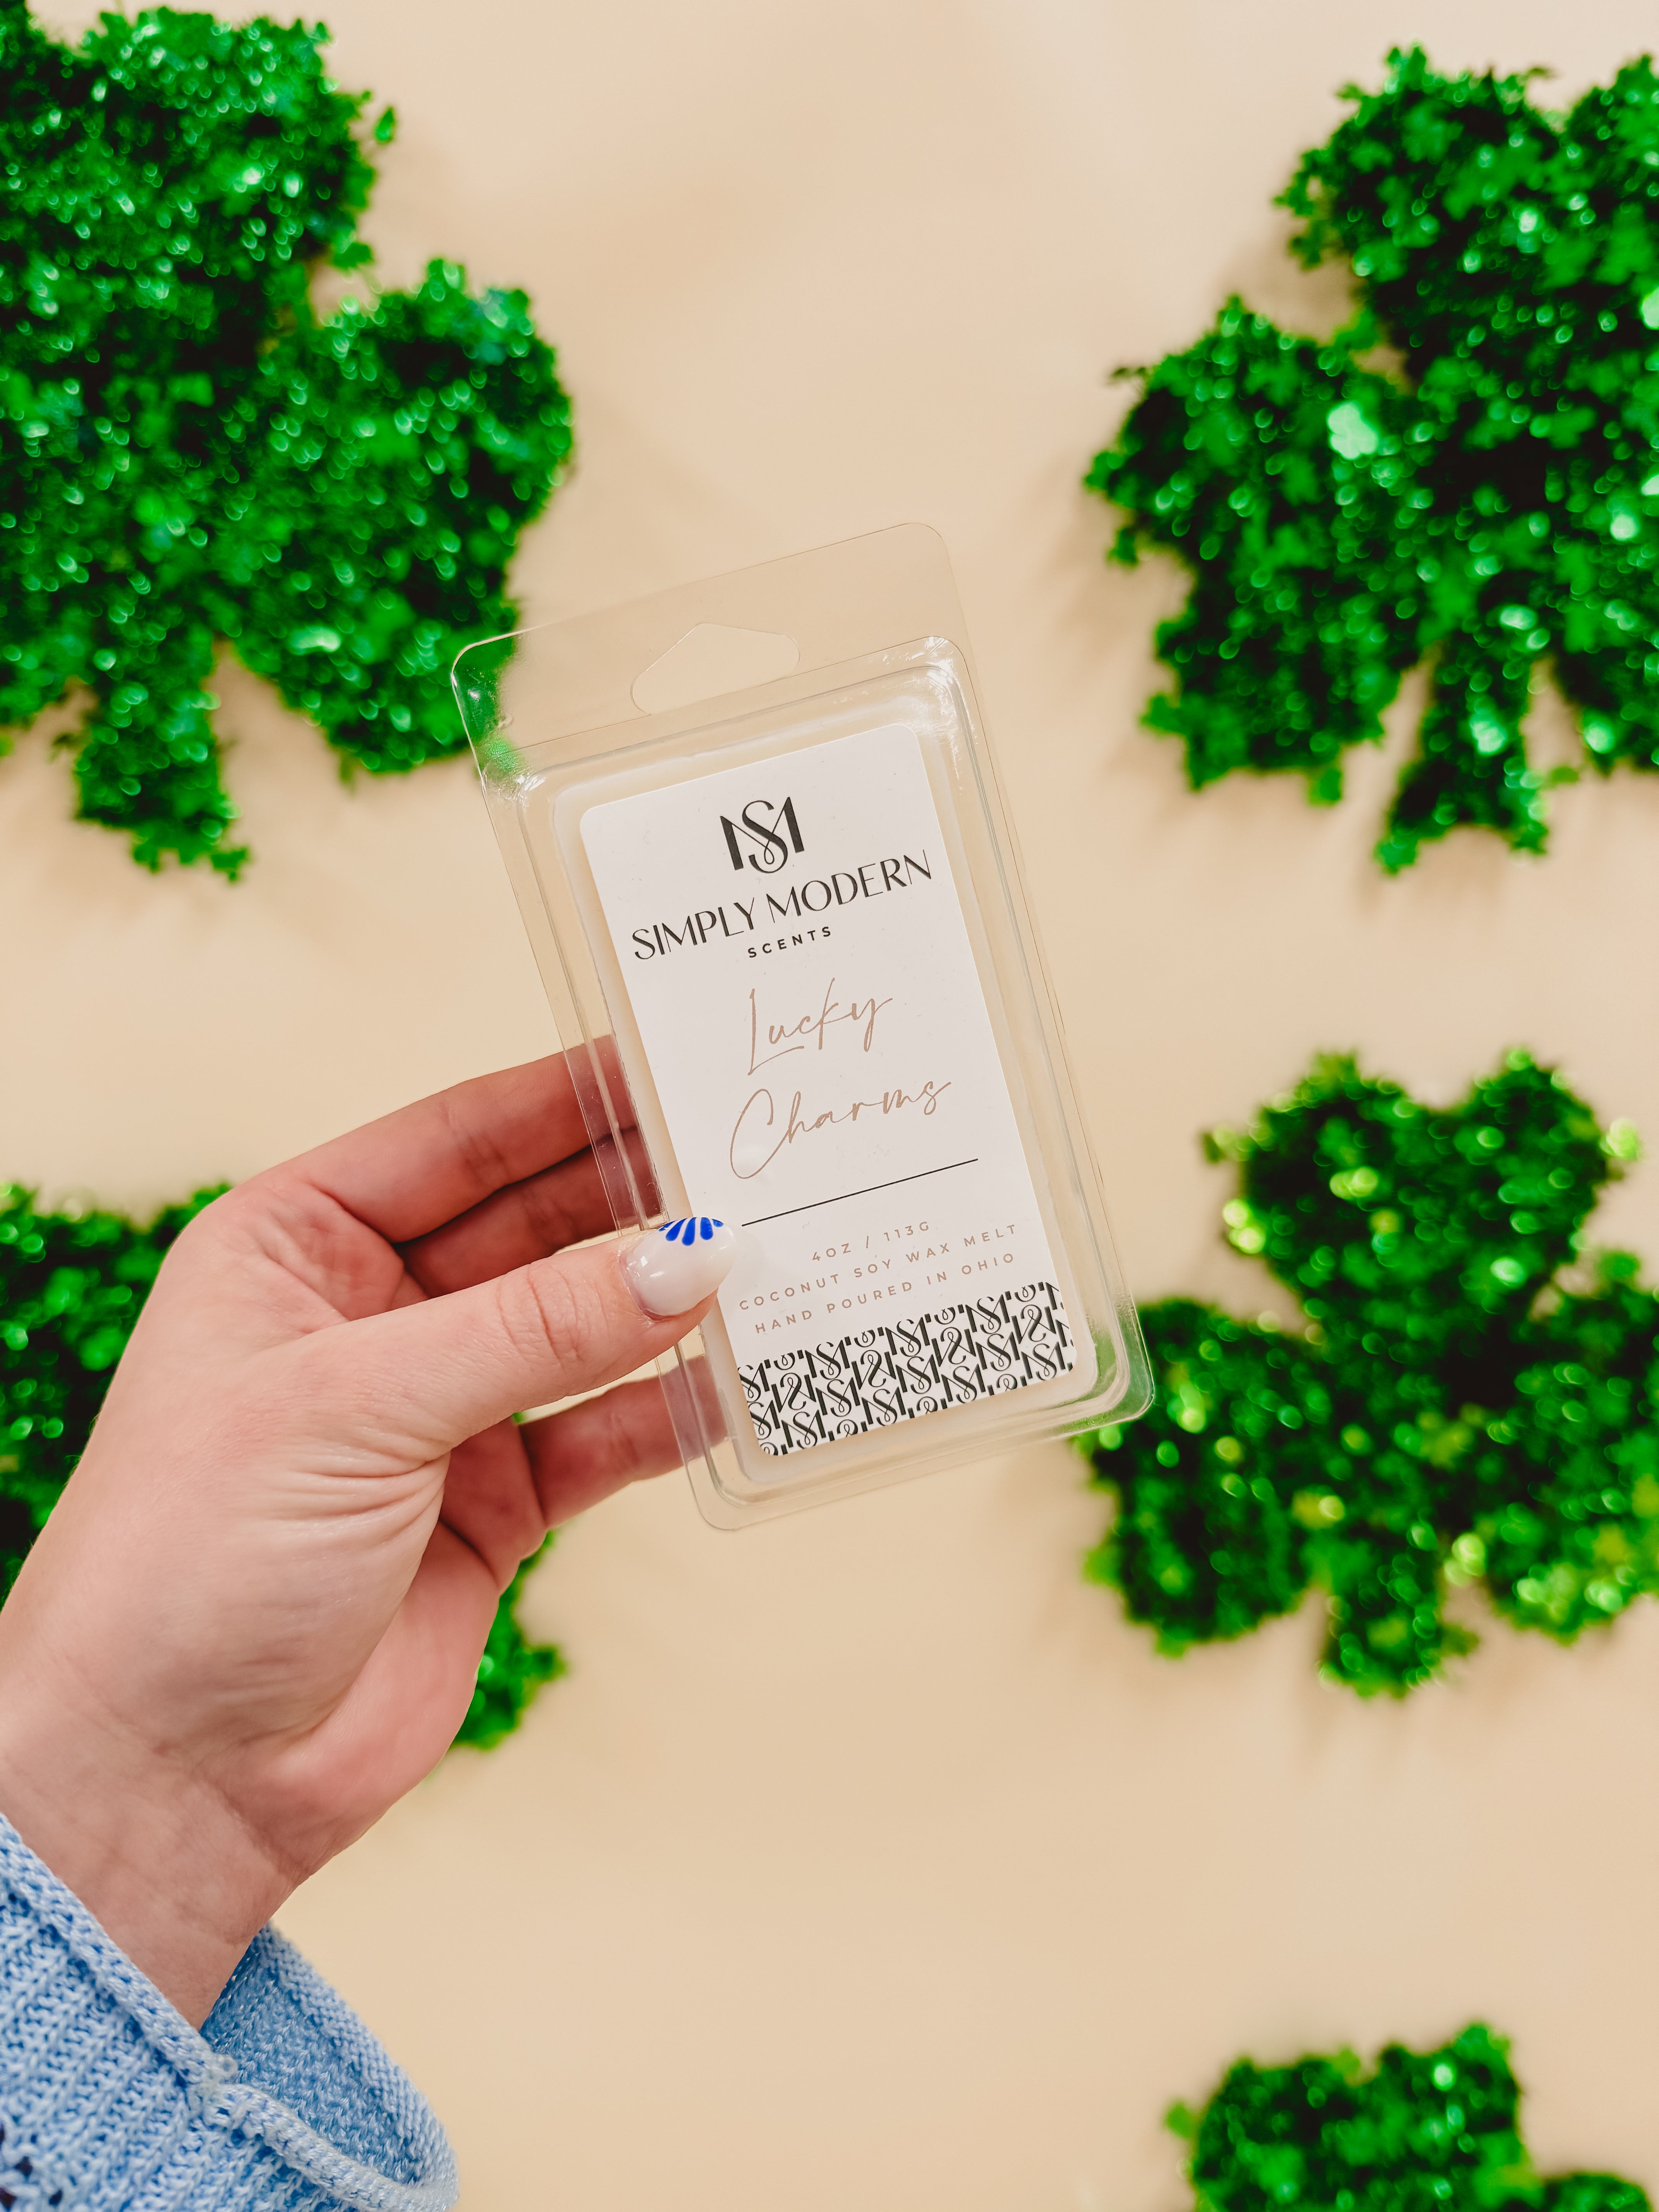 SM
SIMPLY MODERN
SCENTS
Lucky
Charms
4OZ / 113G
COCONUT SOY WAX MELT
HAND POURED IN OHIO